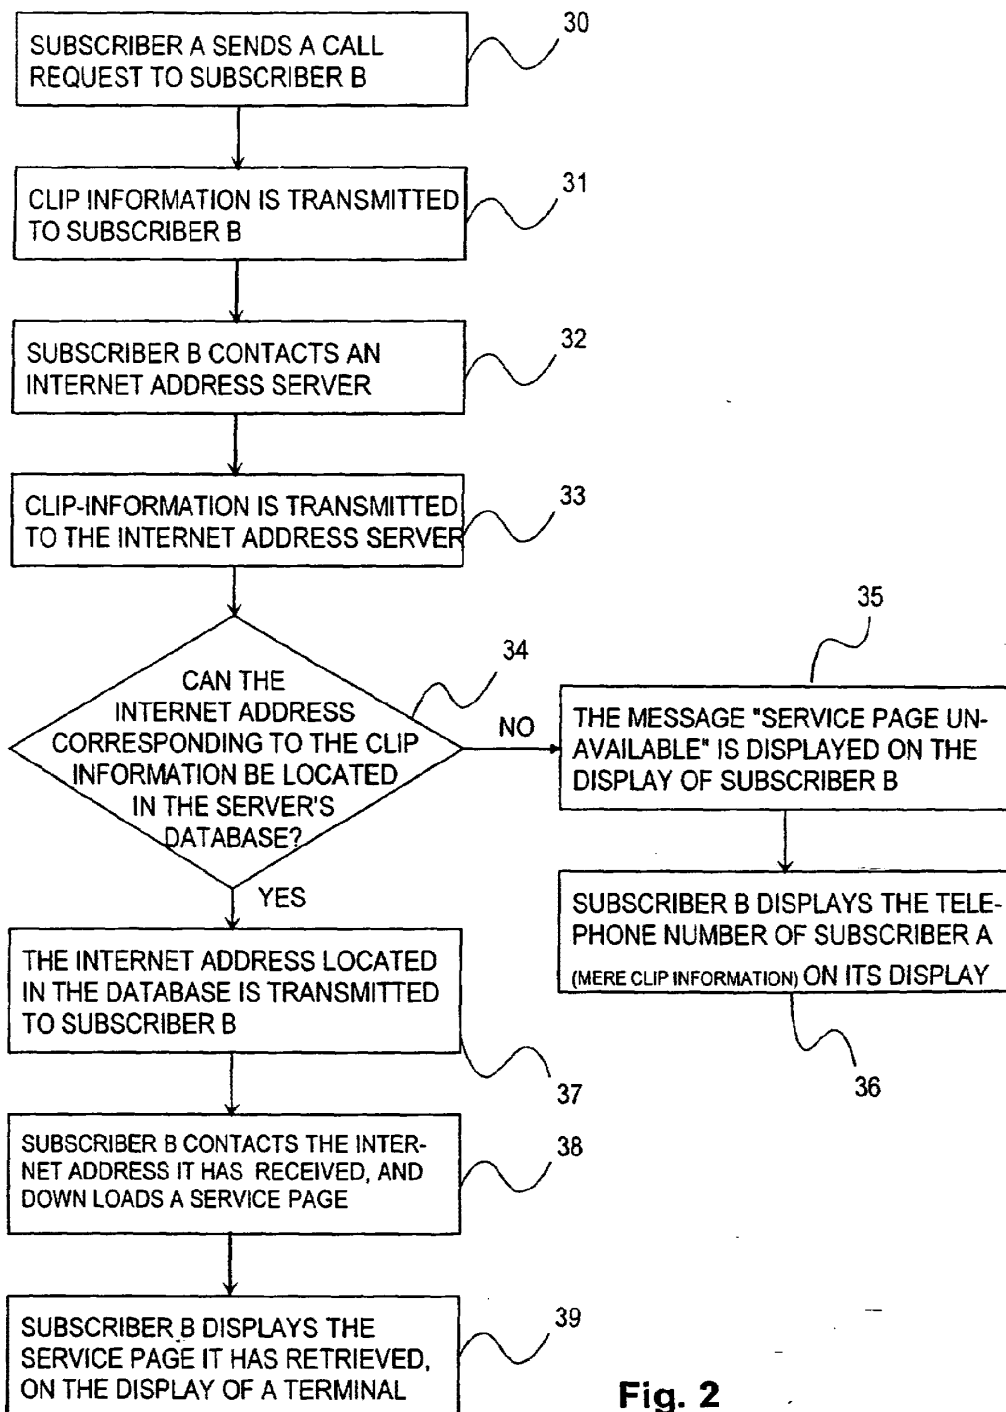 SUBSCRIBER A SENDS A CALL
REQUEST TO SUBSCRIBER B
30
CLIP INFORMATION IS TRANSMITTED
TO SUBSCRIBER B
31
SUBSCRIBER B CONTACTS AN
INTERNET ADDRESS SERVER
32
CLIP-INFORMATION IS TRANSMITTED
TO THE INTERNET ADDRESS SERVER
33
CAN THE
INTERNET ADDRESS
CORRESPONDING TO THE CLIP
INFORMATION BE LOCATED
IN THE SERVER'S
DATABASE?
34
NO
35
THE MESSAGE "SERVICE PAGE UN-
AVAILABLE" IS DISPLAYED ON THE
DISPLAY OF SUBSCRIBER B
SUBSCRIBER B DISPLAYS THE TELE-
PHONE NUMBER OF SUBSCRIBER A
(MERE CLIP INFORMATION) ON ITS DISPLAY
36
YES
THE INTERNET ADDRESS LOCATED
IN THE DATABASE IS TRANSMITTED
TO SUBSCRIBER B
37
SUBSCRIBER B CONTACTS THE INTER-
NET ADDRESS IT HAS RECEIVED, AND
DOWN LOADS A SERVICE PAGE
38
SUBSCRIBER B DISPLAYS THE
SERVICE PAGE IT HAS RETRIEVED,
ON THE DISPLAY OF A TERMINAL
39
Fig. 2